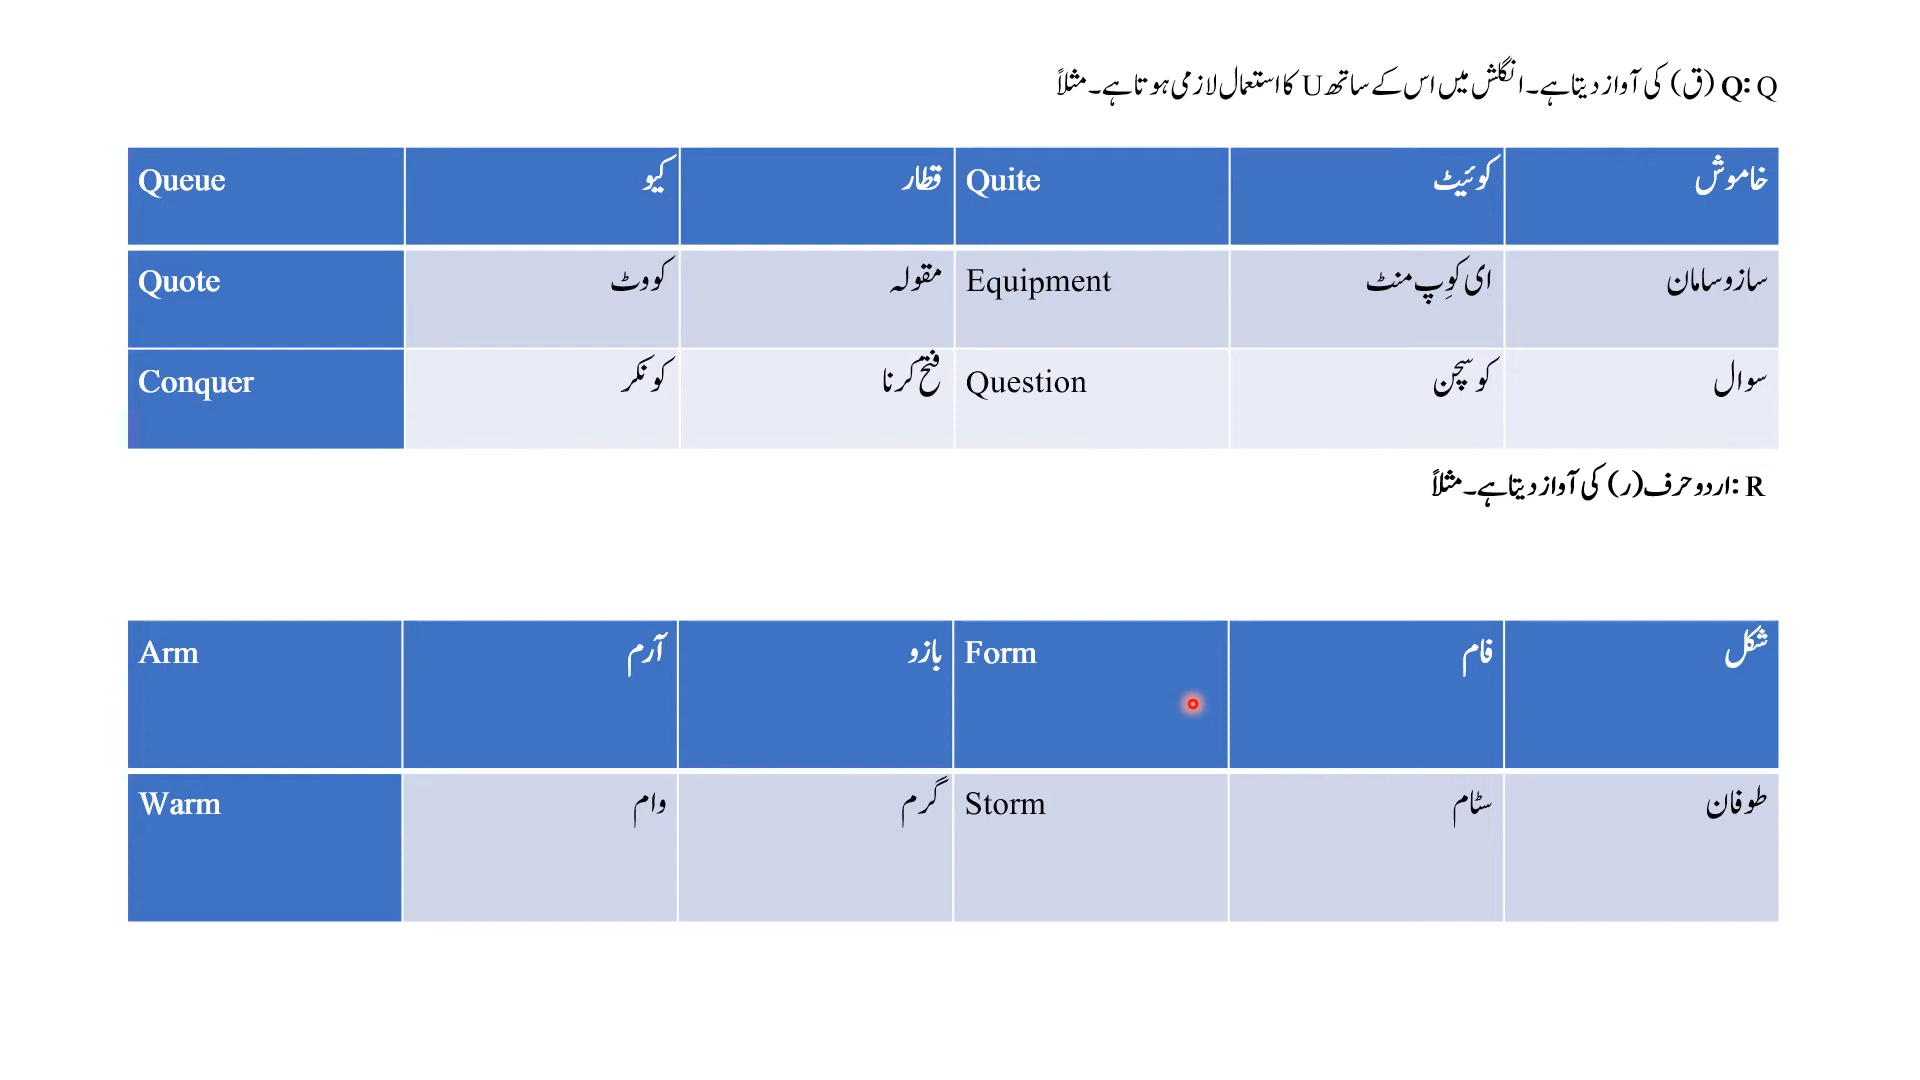 Q: Q (ق) کی آواز دیتا ہے۔ انگلش میں اس کے ساتھ U کا استعمال لازمی ہوتا ہے۔ مثلاً
Queue کیو قطار Quite کوئیٹ خاموش
Quote کووٹ مقولہ Equipment ای کوِپ منٹ سازوسامان
Conquer کونکر فتح کرنا Question کوسچن سوال
R :اردو حرف (ر) کی آواز دیتا ہے۔ مثلاً
Arm آرم بازو Form فام شکل
Warm وام گرم Storm سٹام طوفان